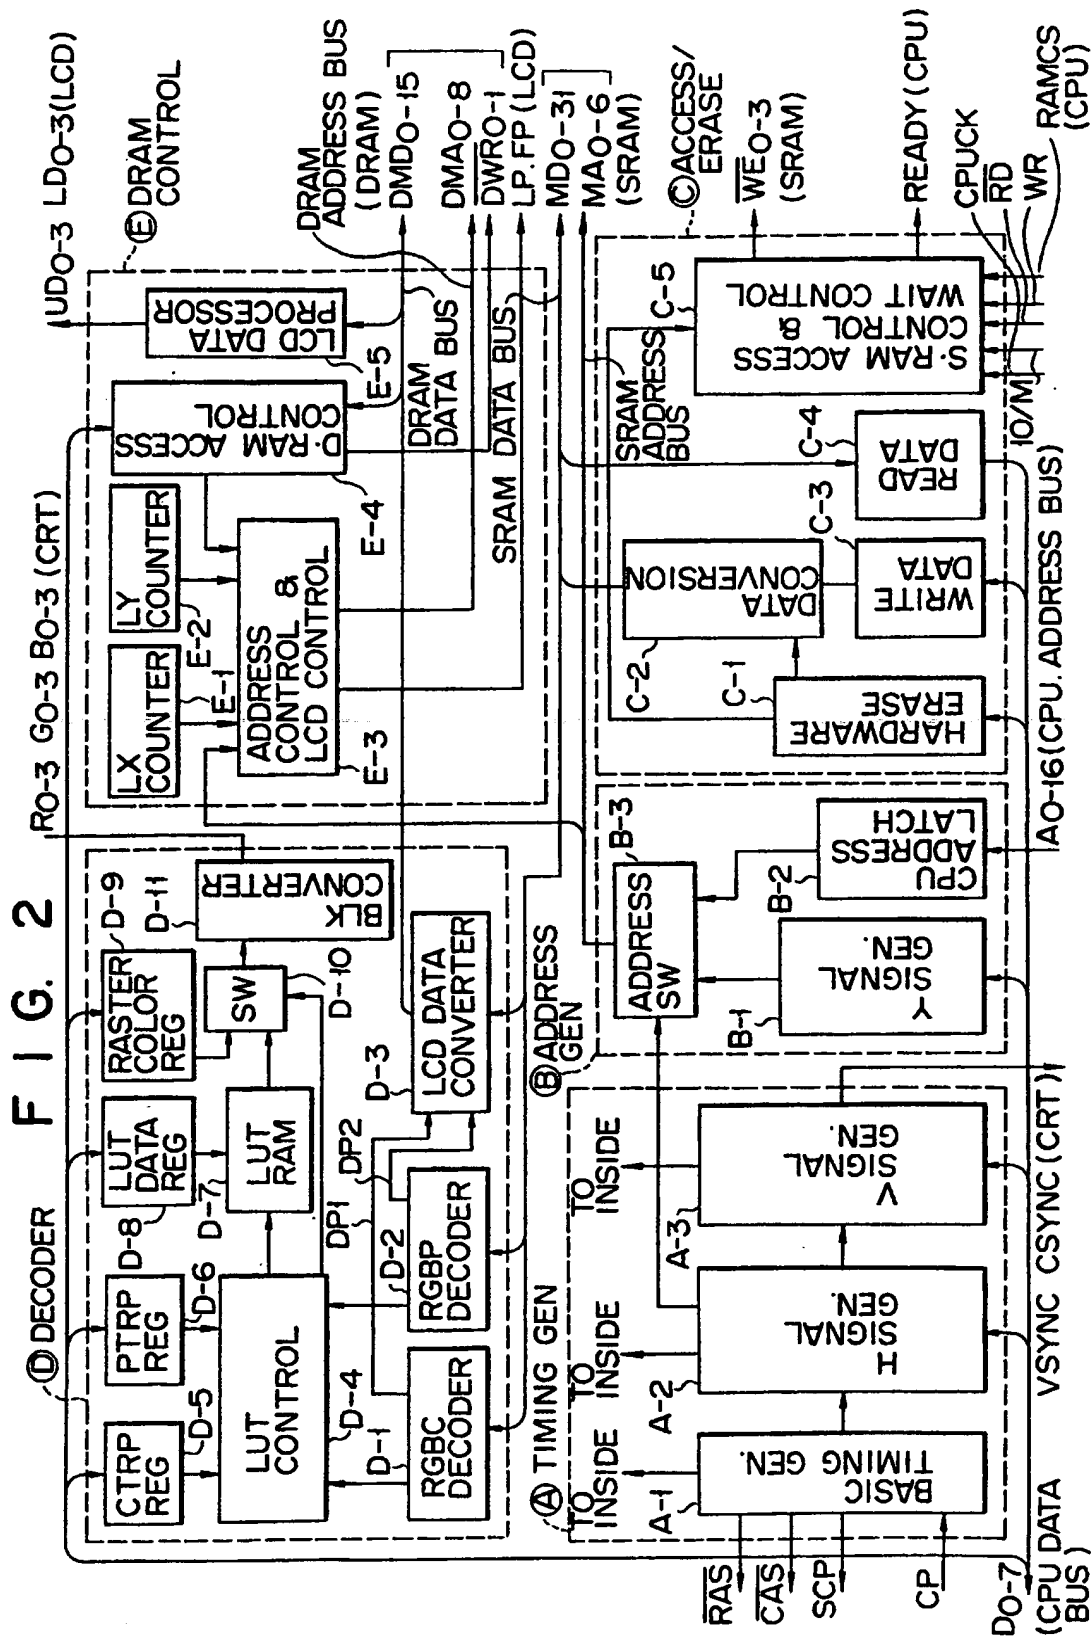 FIG. 2
Ⓓ DECODER
CTRP
REG
D-5
PTRP
REG
D-6
LUT
DATA
REG
D-8
RASTER
COLOR
REG
D-9
LUT
CONTROL
D-4
LUT
RAM
D-7
SW
D-10
BLK
CONVERTER
D-11
RGBC
DECODER
D-1
RGBP
DECODER
D-2
DP1
DP2
LCD DATA
CONVERTER
D-3
R0-3 G0-3 B0-3 (CRT)
UD0-3 LD0-3(LCD)
Ⓔ DRAM
CONTROL
LX
COUNTER
E-1
LY
COUNTER
E-2
ADDRESS
CONTROL &
LCD CONTROL
E-3
D·RAM ACCESS
CONTROL
E-4
LCD DATA
PROCESSOR
E-5
DRAM
DATA BUS
SRAM DATA BUS
DRAM
ADDRESS BUS
(DRAM)
DMD0-15
DMA0-8
DWR0-1
LP.FP (LCD)
MD0-31
MA0-6
(SRAM)
Ⓐ TIMING GEN
TO
INSIDE
TO
INSIDE
TO
INSIDE
A-1
BASIC
TIMING GEN.
A-2
H
SIGNAL
GEN.
A-3
V
SIGNAL
GEN.
RAS
CAS
SCP
CP
D0-7
(CPU DATA
BUS)
VSYNC CSYNC (CRT)
Ⓑ ADDRESS
GEN
ADDRESS
SW
B-3
B-1
Y
SIGNAL
GEN.
B-2
CPU
ADDRESS
LATCH
A0-16(CPU. ADDRESS BUS)
Ⓒ ACCESS/
ERASE
SRAM
ADDRESS
BUS
C-1
HARDWARE
ERASE
C-2
DATA
CONVERSION
C-3
WRITE
DATA
C-4
READ
DATA
C-5
S·RAM ACCESS
CONTROL &
WAIT CONTROL
WE0-3
(SRAM)
READY (CPU)
IO/M
CPUCK
RD
WR
RAMCS
(CPU)